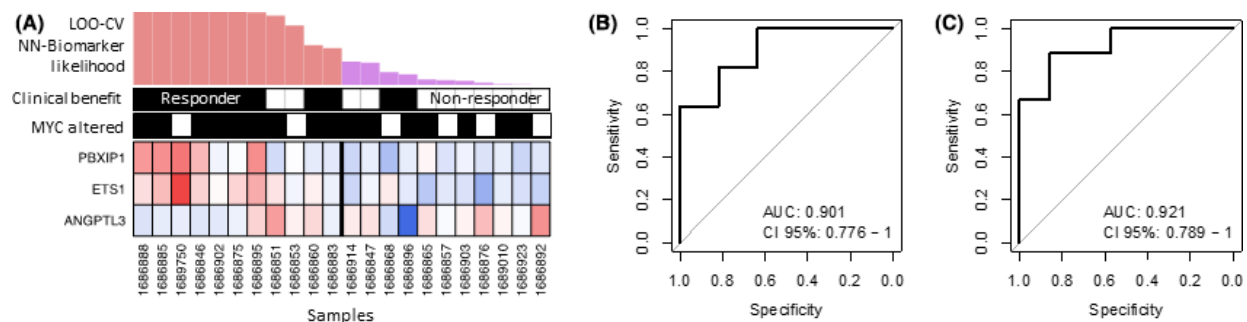 (A)
LOO-CV
NN-Biomarker
likelihood
Clinical benefit
Responder
Non-responder
MYC altered
PBXIP1
ETS1
ANGPTL3
1686888
1686885
1689750
1686846
1686902
1686875
1686895
1686851
1686853
1686860
1686883
1686914
1686847
1686868
1686896
1686865
1686857
1686903
1686876
1689010
1686923
1686892
Samples
(B)
Sensitivity
0.0 0.2 0.4 0.6 0.8 1.0
AUC: 0.901
CI 95%: 0.776 – 1
1.0 0.8 0.6 0.4 0.2 0.0
Specificity
(C)
Sensitivity
0.0 0.2 0.4 0.6 0.8 1.0
AUC: 0.921
CI 95%: 0.789 – 1
1.0 0.8 0.6 0.4 0.2 0.0
Specificity